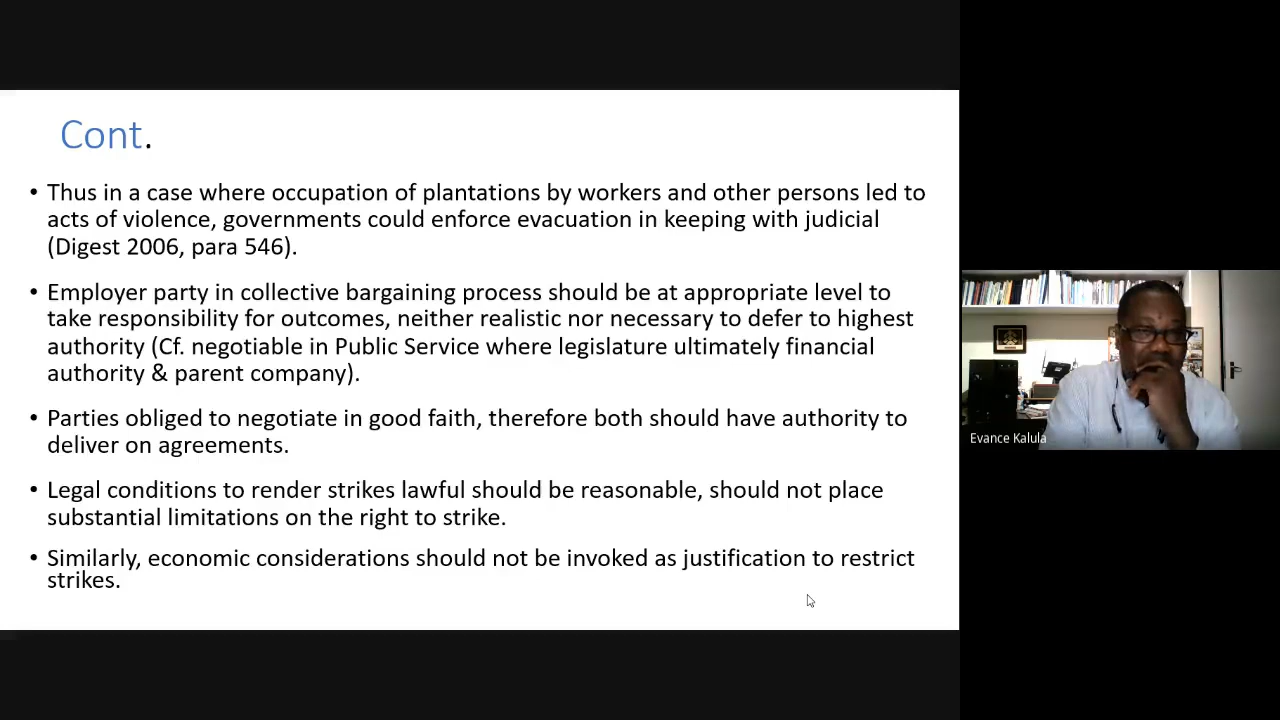 Cont.
• Thus in a case where occupation of plantations by workers and other persons led to
acts of violence, governments could enforce evacuation in keeping with judicial
(Digest 2006, para 546).
• Employer party in collective bargaining process should be at appropriate level to
take responsibility for outcomes, neither realistic nor necessary to defer to highest
authority (Cf. negotiable in Public Service where legislature ultimately financial
authority & parent company).
• Parties obliged to negotiate in good faith, therefore both should have authority to
deliver on agreements.
• Legal conditions to render strikes lawful should be reasonable, should not place
substantial limitations on the right to strike.
• Similarly, economic considerations should not be invoked as justification to restrict
strikes.
Evance Kalula